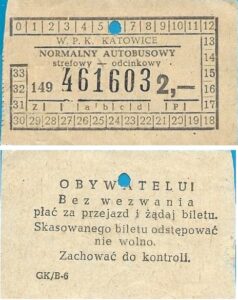 0 1 2 3 4 5 6 7 8 9 10 11 12
W. P. K. KATOWICE
13
NORMALNY AUTOBUSOWY
14
strefowy — odcinkowy
15
33
16
32 149 461603 2,—
17
31 Z a b c d P
18
30 29 28 27 26 25 24 23 22 21 20 19
OBYWATELU!
Bez wezwania
płać za przejazd i żądaj biletu.
Skasowanego biletu odstępować
nie wolno.
Zachować do kontroli.
GK/B-6